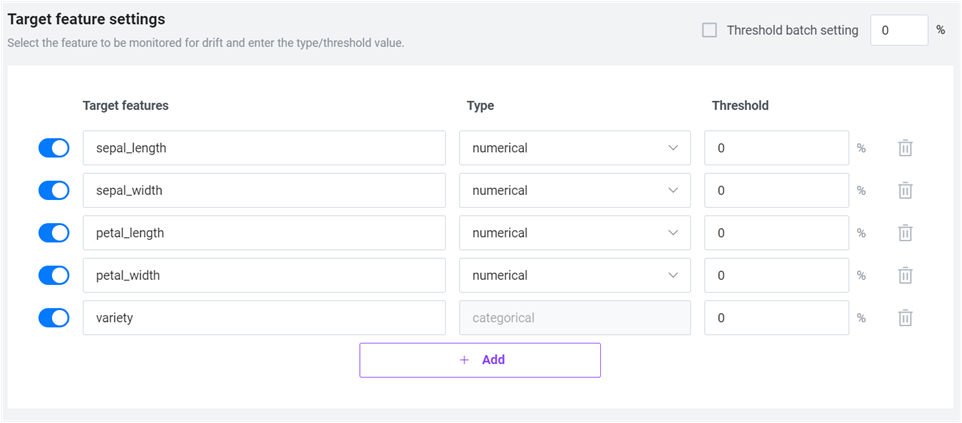 Target feature settings
Threshold batch setting 0 %
Select the feature to be monitored for drift and enter the type/threshold value.
Target features Type Threshold
sepal_length numerical 0 %
sepal_width numerical 0 %
petal_length numerical 0 %
petal_width numerical 0 %
variety categorical 0 %
+ Add